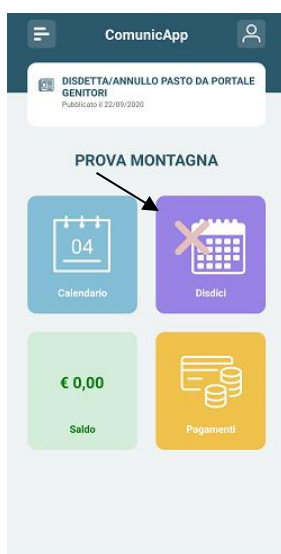 ComunicApp
DISDETTA/ANNULLO PASTO DA PORTALE
GENITORI
Pubblicato il 22/09/2020
PROVA MONTAGNA
04
Calendario
Disdici
€ 0,00
Saldo
Pagamenti